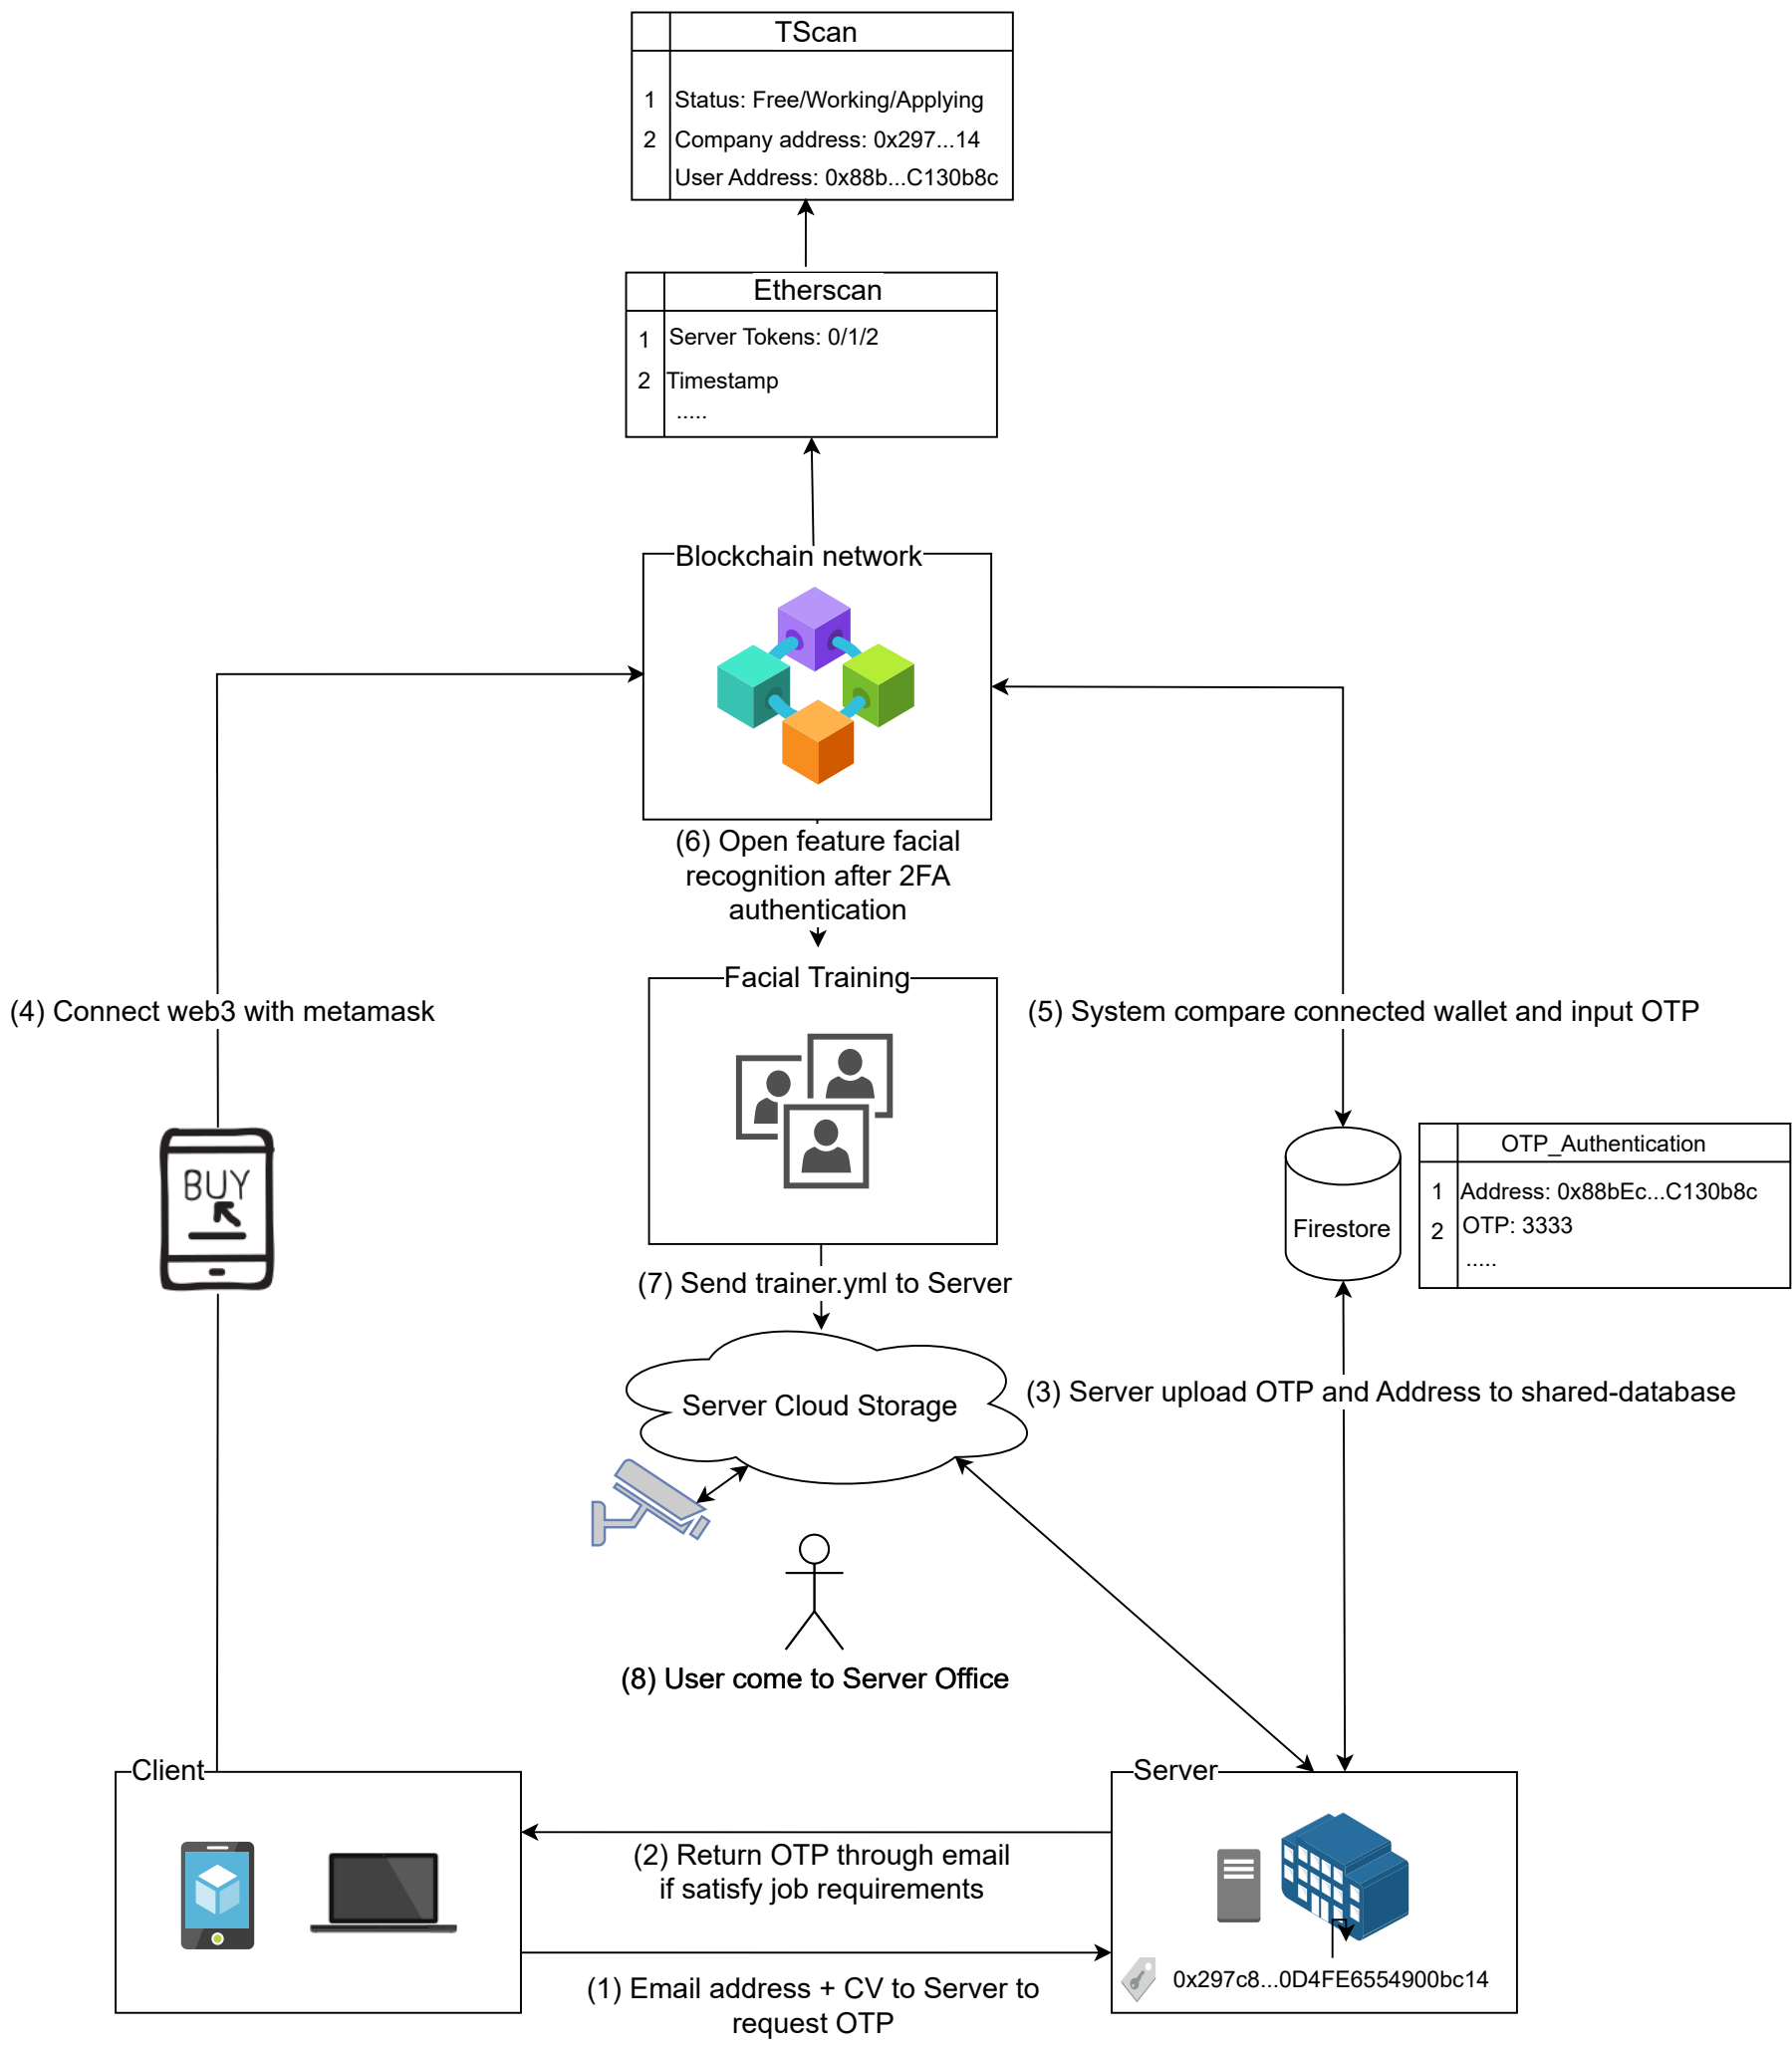 TScan
1 Status: Free/Working/Applying
2 Company address: 0x297...14
User Address: 0x88b...C130b8c
Etherscan
1 Server Tokens: 0/1/2
2 Timestamp
.....
Blockchain network
(6) Open feature facial
recognition after 2FA
authentication
Facial Training
(4) Connect web3 with metamask
(5) System compare connected wallet and input OTP
BUY
Firestore
OTP_Authentication
1 Address: 0x88bEc...C130b8c
2 OTP: 3333
.....
(7) Send trainer.yml to Server
Server Cloud Storage
(3) Server upload OTP and Address to shared-database
(8) User come to Server Office
Client
Server
(2) Return OTP through email
if satisfy job requirements
0x297c8...0D4FE6554900bc14
(1) Email address + CV to Server to
request OTP